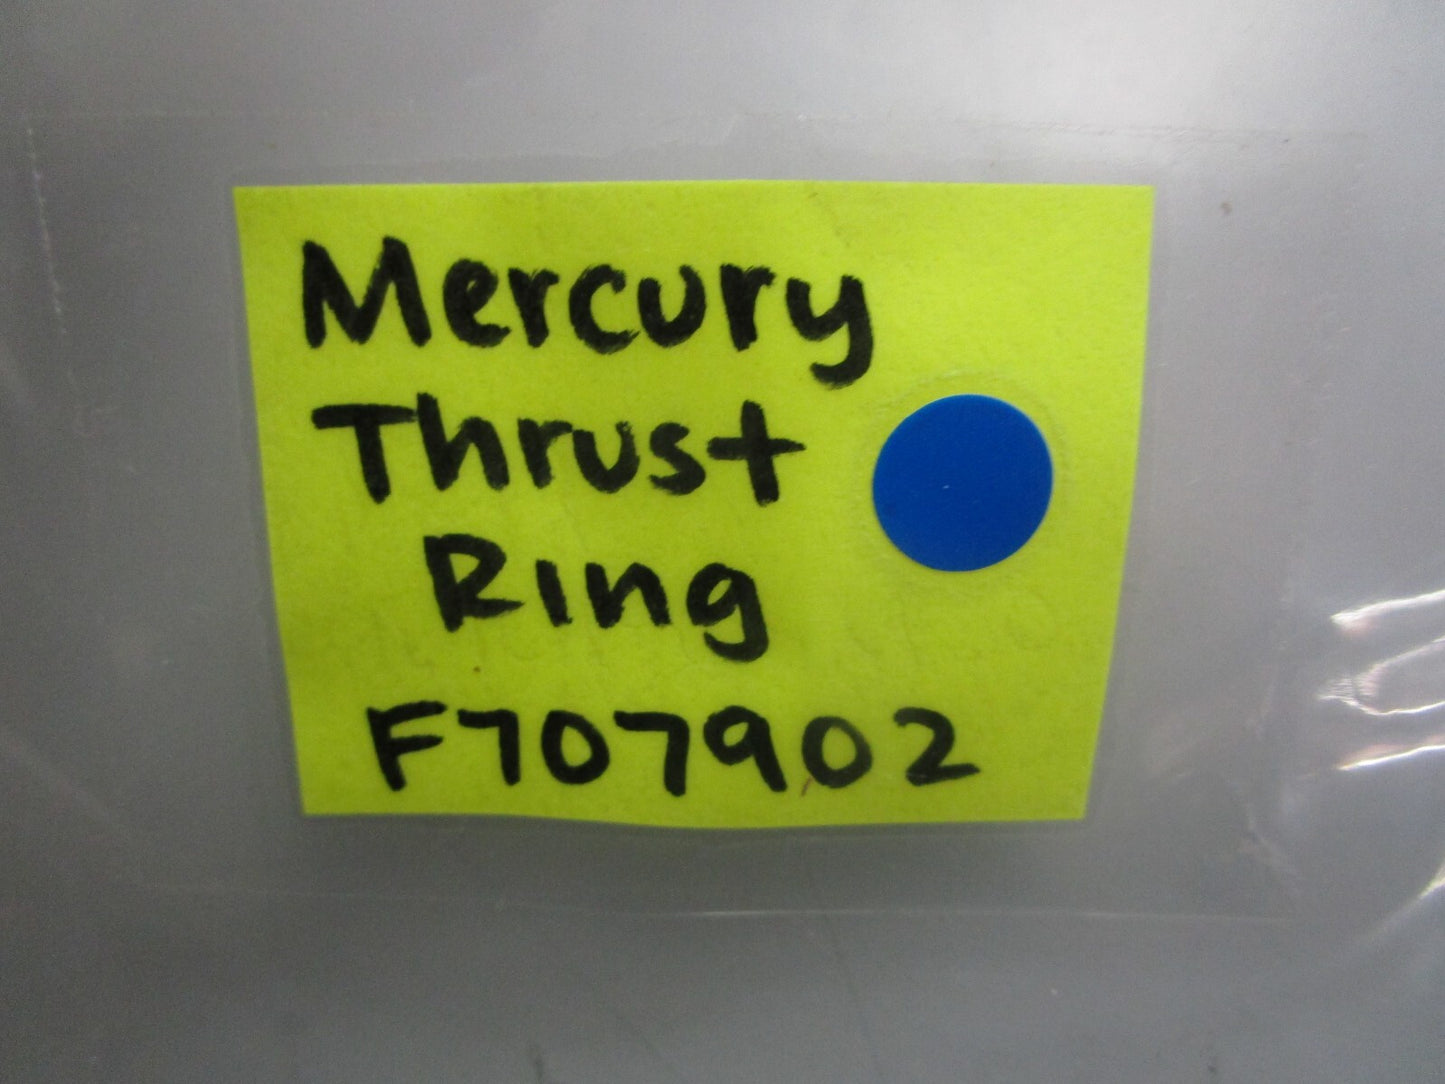 Mercury
Thrust
Ring
F707902